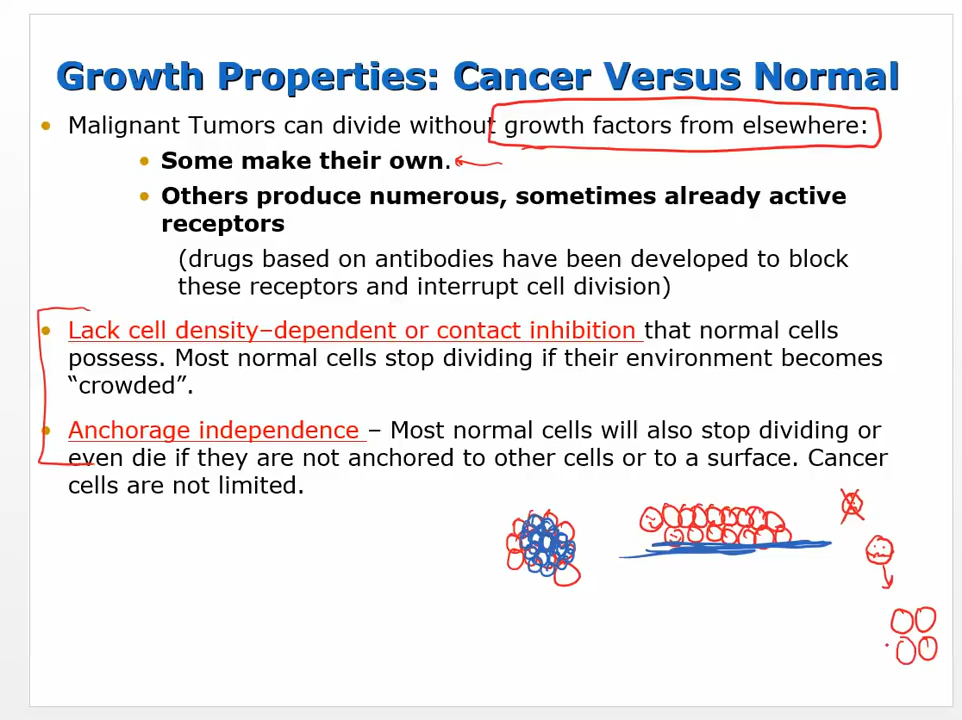 Growth Properties: Cancer Versus Normal
• Malignant Tumors can divide without growth factors from elsewhere:
• Some make their own.
• Others produce numerous, sometimes already active
receptors
(drugs based on antibodies have been developed to block
these receptors and interrupt cell division)
• Lack cell density–dependent or contact inhibition that normal cells
possess. Most normal cells stop dividing if their environment becomes
“crowded”.
• Anchorage independence – Most normal cells will also stop dividing or
even die if they are not anchored to other cells or to a surface. Cancer
cells are not limited.